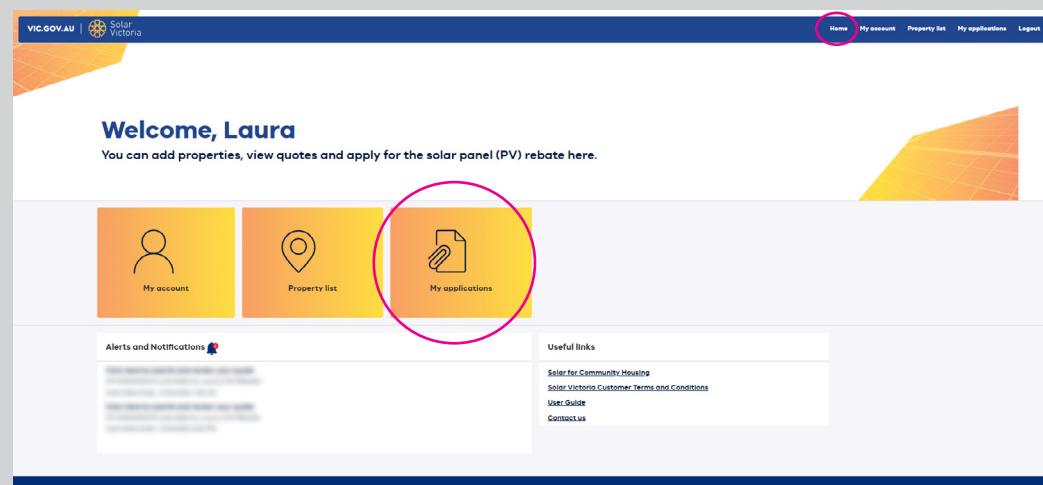 VIC.GOV.AU | Solar
Victoria
Home My account Property list My applications Logout
Welcome, Laura
You can add properties, view quotes and apply for the solar panel (PV) rebate here.
My account Property list My applications
Alerts and Notifications
Useful links
Solar for Community Housing
Solar Victoria Customer Terms and Conditions
User Guide
Contact us